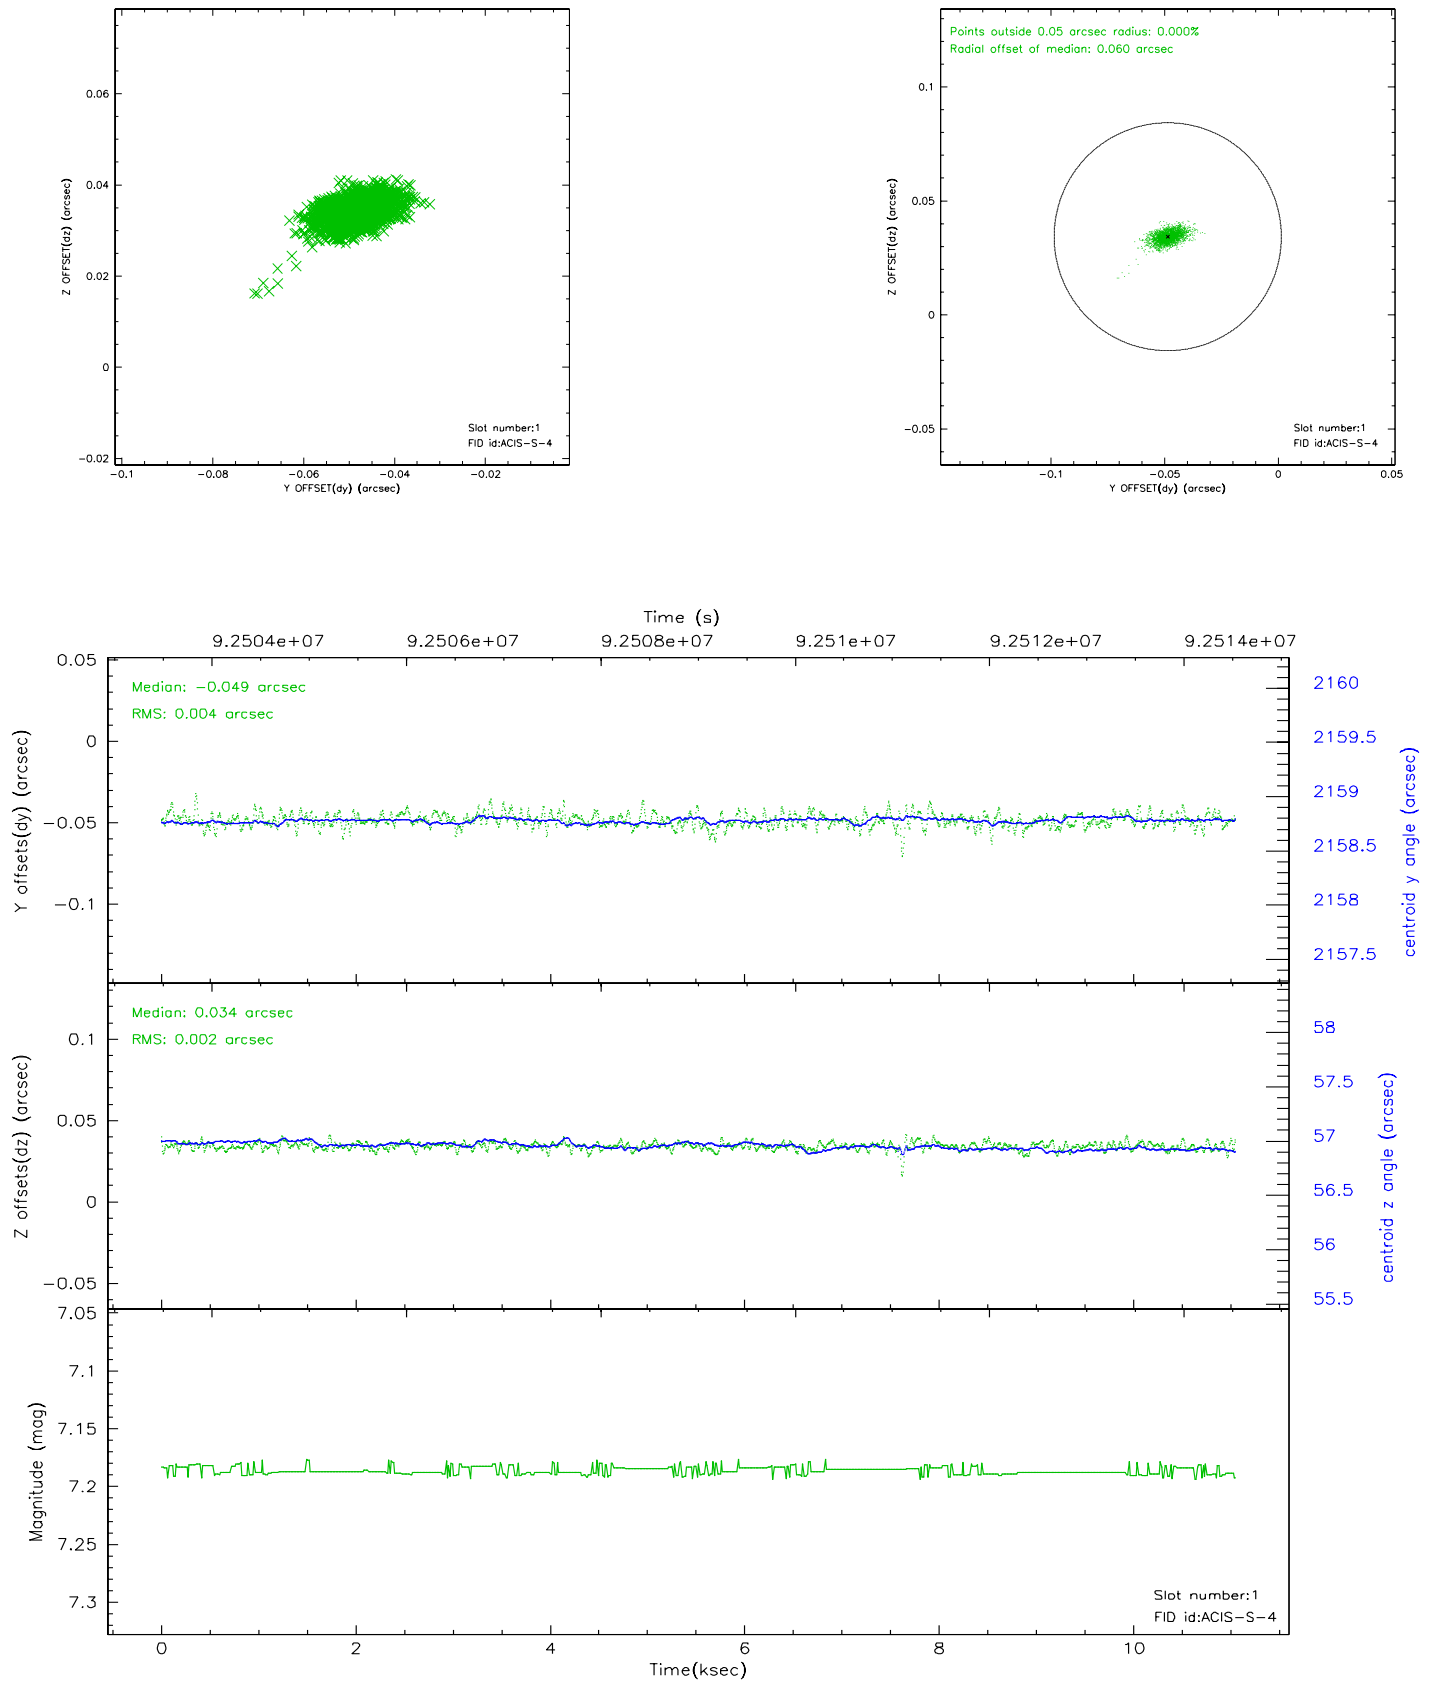 0.06
0.04
0.02
0
-0.02
-0.1
-0.08
-0.06
-0.04
-0.02
Z OFFSET(dz) (arcsec)
Y OFFSET(dy) (arcsec)
Slot number:1
FID id:ACIS-S-4
Points outside 0.05 arcsec radius: 0.000%
Radial offset of median: 0.060 arcsec
0.1
0.05
0
-0.05
-0.1
-0.05
0
0.05
Z OFFSET(dz) (arcsec)
Y OFFSET(dy) (arcsec)
Slot number:1
FID id:ACIS-S-4
Time (s)
9.2504e+07
9.2506e+07
9.2508e+07
9.251e+07
9.2512e+07
9.2514e+07
Median: -0.049 arcsec
RMS: 0.004 arcsec
0.05
0
-0.05
-0.1
Y offsets(dy) (arcsec)
2160
2159.5
2159
2158.5
2158
2157.5
centroid y angle (arcsec)
Median: 0.034 arcsec
RMS: 0.002 arcsec
0.1
0.05
0
-0.05
Z offsets(dz) (arcsec)
58
57.5
57
56.5
56
55.5
centroid z angle (arcsec)
7.05
7.1
7.15
7.2
7.25
7.3
Magnitude (mag)
Slot number:1
FID id:ACIS-S-4
0
2
4
6
8
10
Time(ksec)